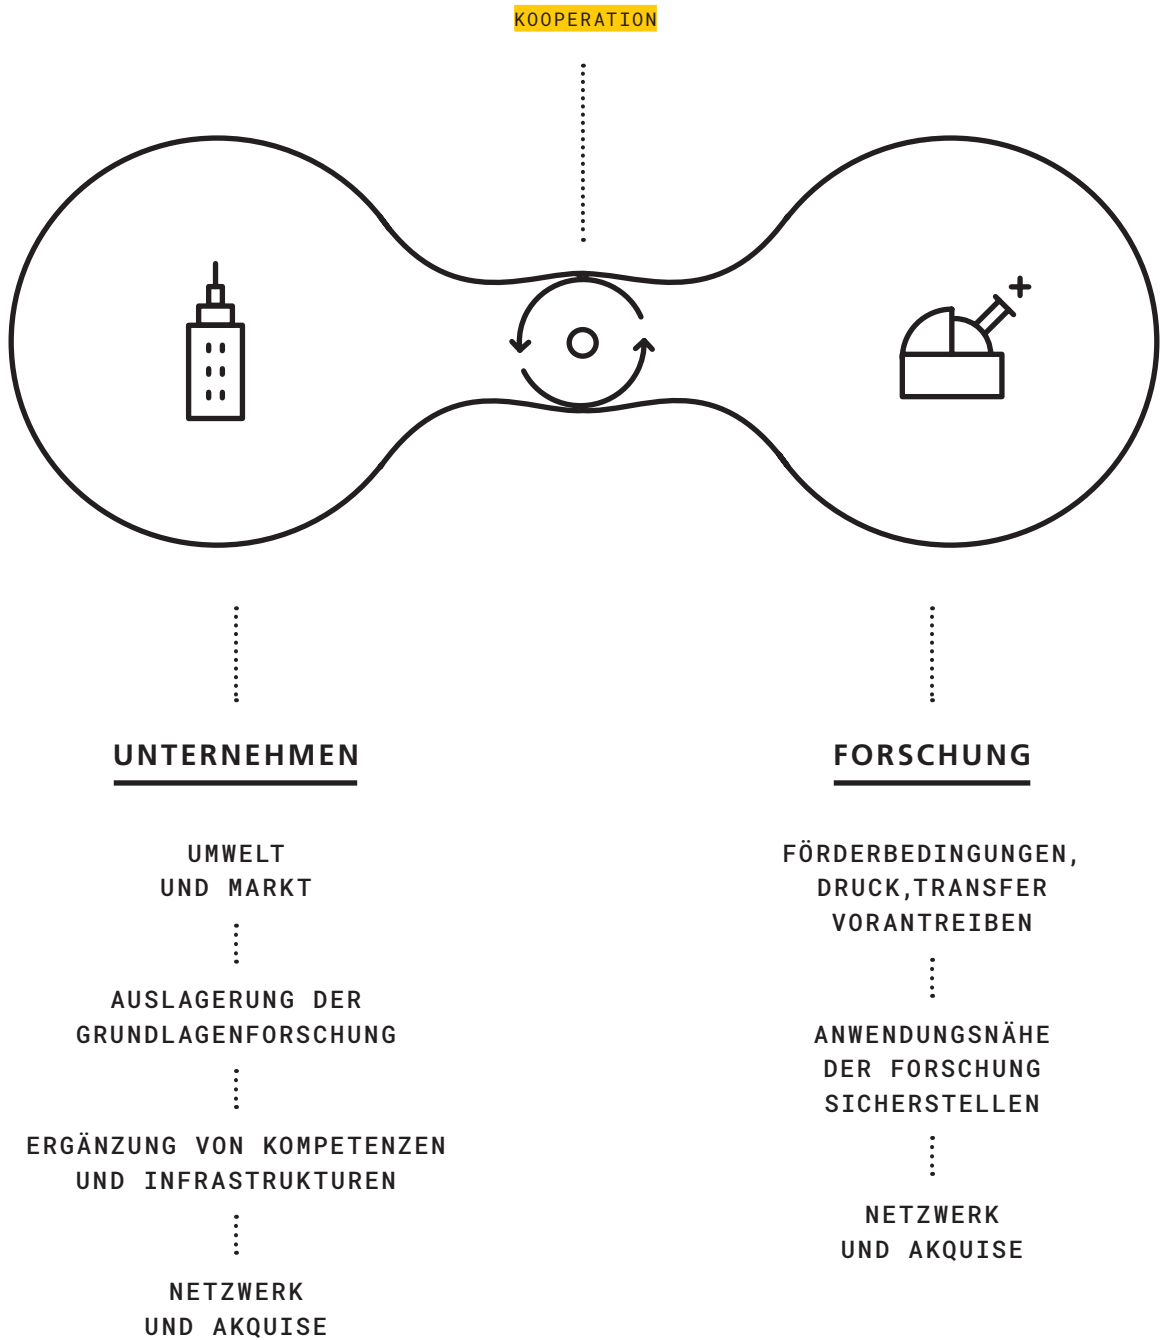 KOOPERATION
UNTERNEHMEN
UMWELT
UND MARKT
AUSLAGERUNG DER
GRUNDLAGENFORSCHUNG
ERGÄNZUNG VON KOMPETENZEN
UND INFRASTRUKTUREN
NETZWERK
UND AKQUISE
FORSCHUNG
FÖRDERBEDINGUNGEN,
DRUCK,TRANSFER
VORANTREIBEN
ANWENDUNGSNÄHE
DER FORSCHUNG
SICHERSTELLEN
NETZWERK
UND AKQUISE